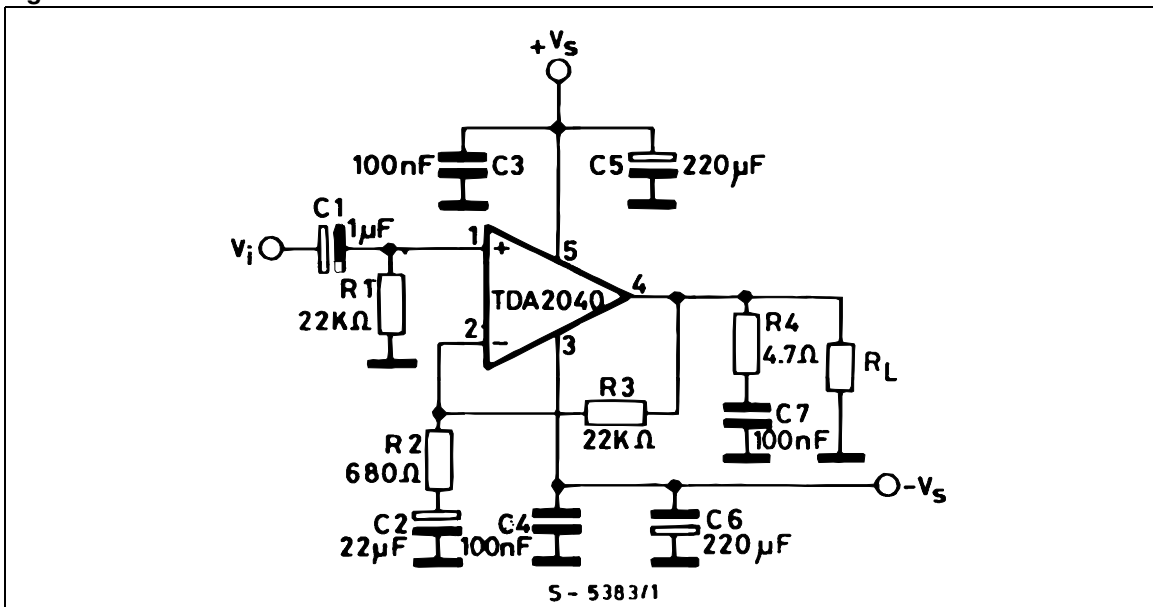 +Vs
100nF C3
C5 220µF
C1
1µF
Vi
1
+
5
R1
22KΩ
TDA2040
4
2
−
3
R4
4.7Ω
RL
R3
22KΩ
C7
100nF
R2
680Ω
-Vs
C2
22µF
C4
100nF
C6
220µF
S - 5383/1